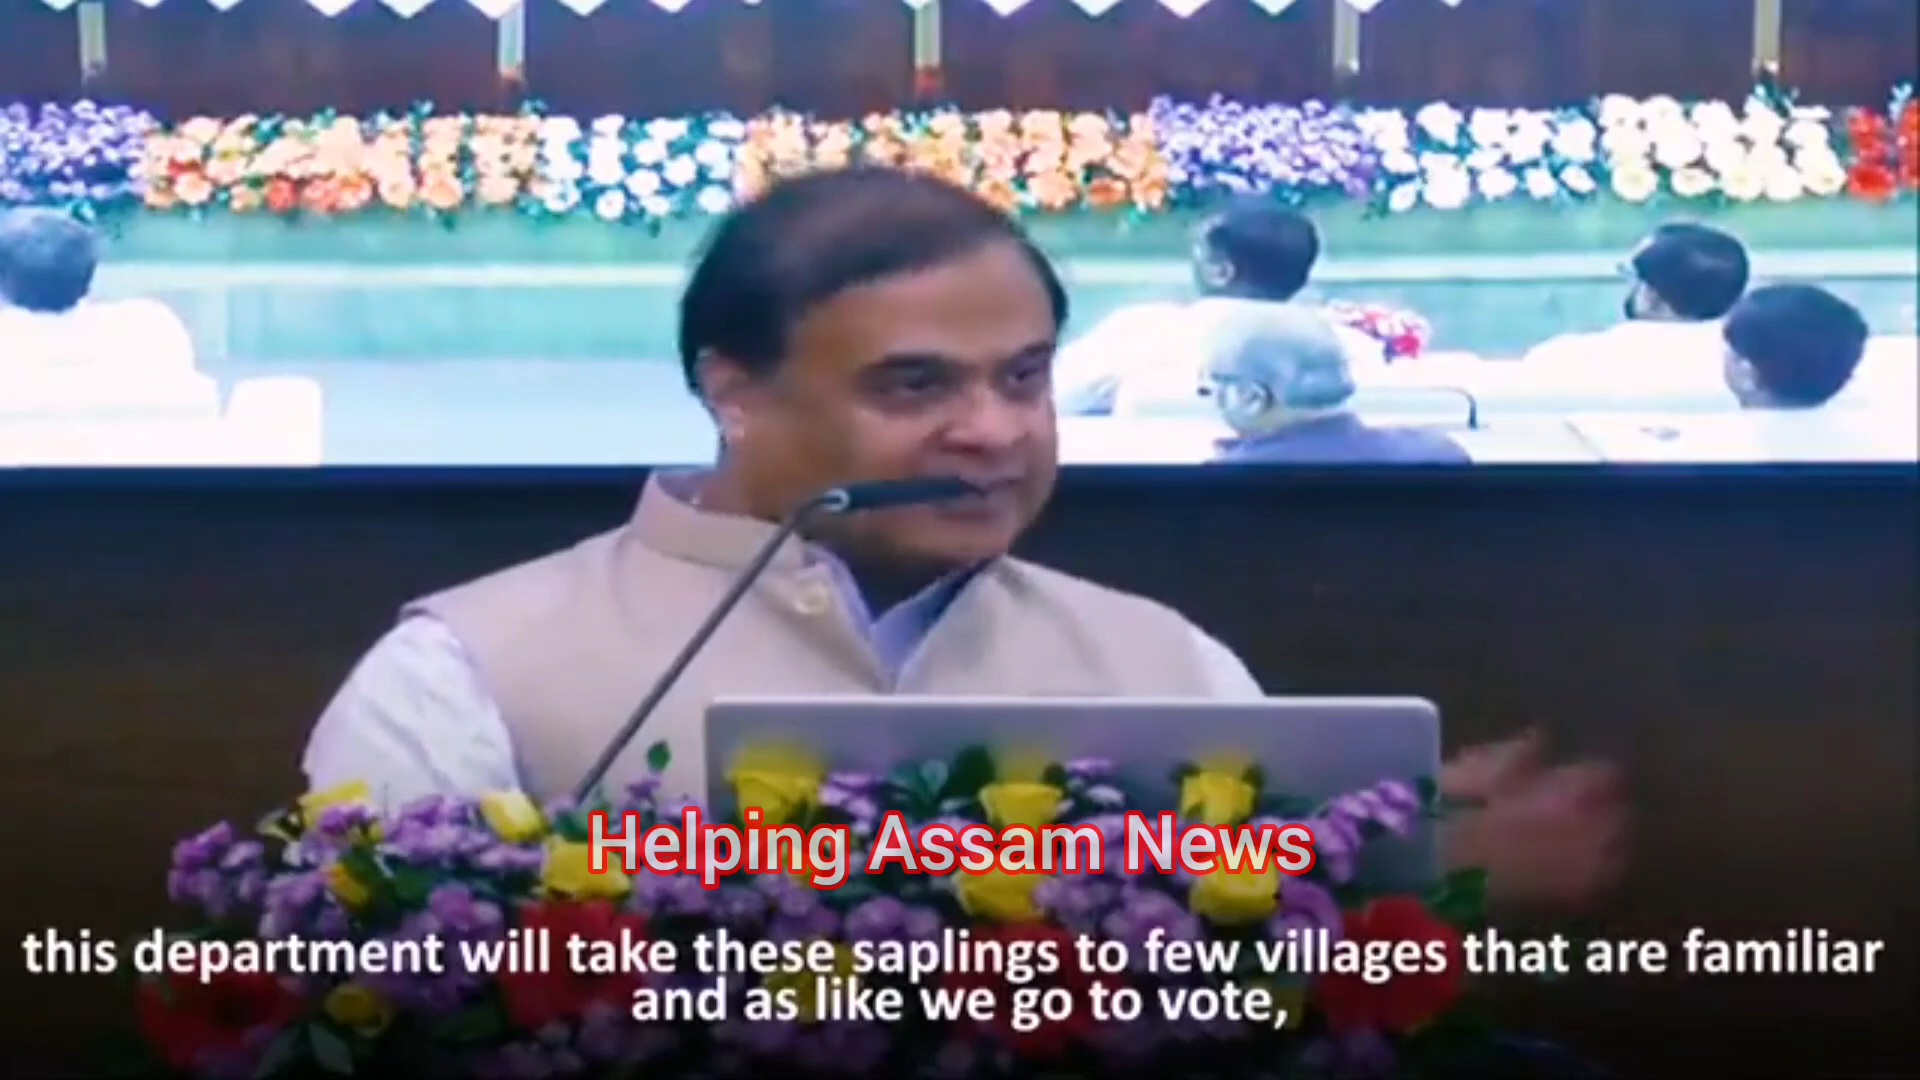 Helping Assam News
this department will take these saplings to few villages that are familiar
and as like we go to vote,